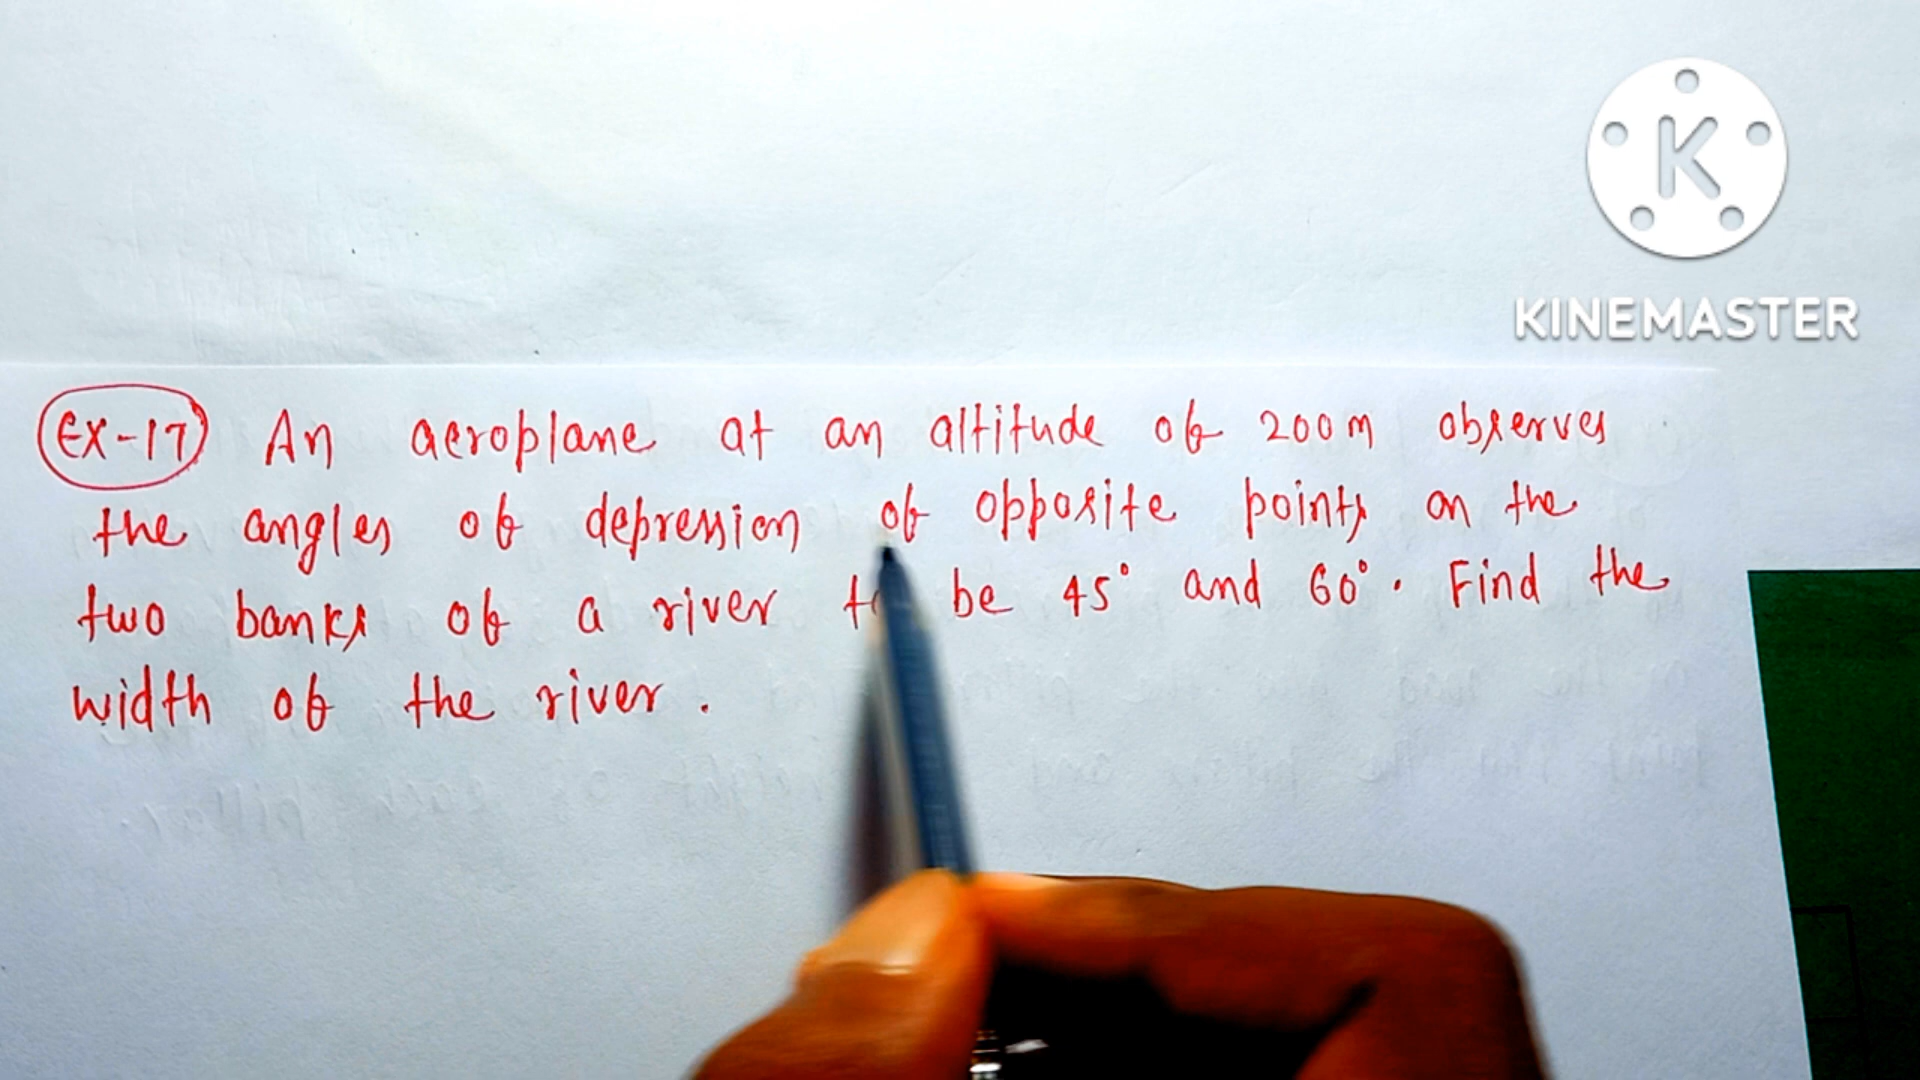 KINEMASTER
Ex-17 An aeroplane at an altitude of 200m observes
the angles of depression of opposite points on the
two banks of a river to be 45° and 60°. Find the
width of the river.